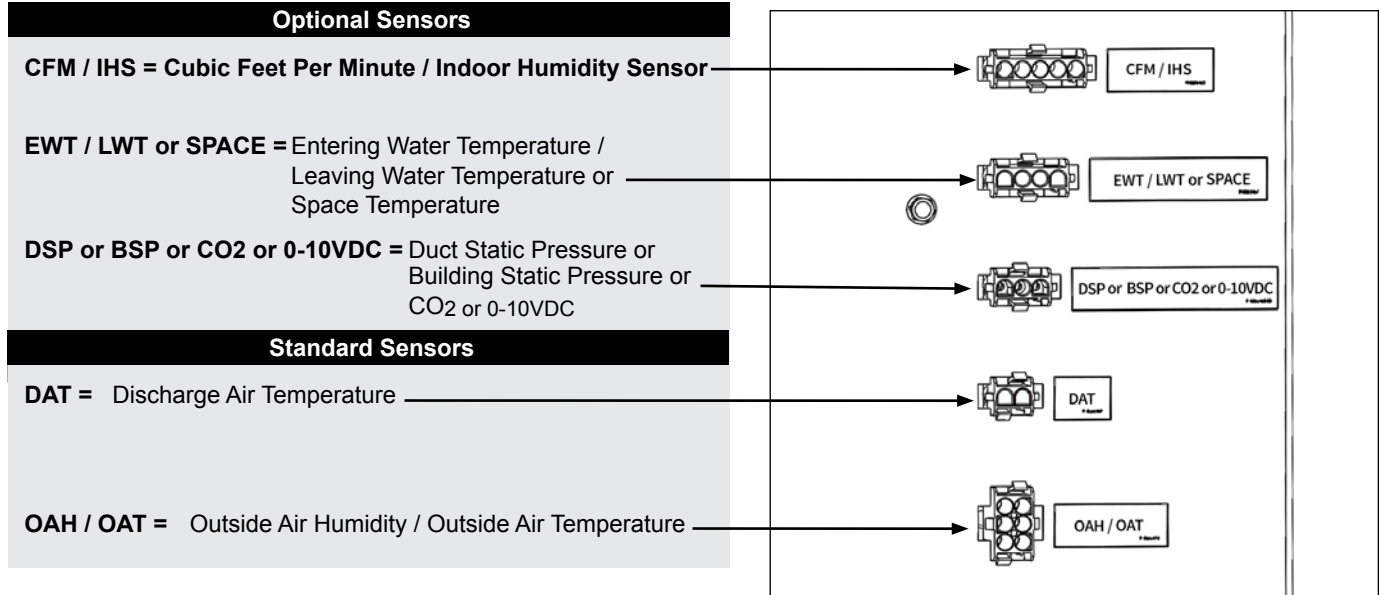 Optional Sensors
CFM / IHS = Cubic Feet Per Minute / Indoor Humidity Sensor
EWT / LWT or SPACE = Entering Water Temperature /
Leaving Water Temperature or
Space Temperature
DSP or BSP or CO2 or 0-10VDC = Duct Static Pressure or
Building Static Pressure or
CO2 or 0-10VDC
Standard Sensors
DAT = Discharge Air Temperature
OAH / OAT = Outside Air Humidity / Outside Air Temperature
CFM / IHS
EWT / LWT or SPACE
DSP or BSP or CO2 or 0-10VDC
DAT
OAH / OAT